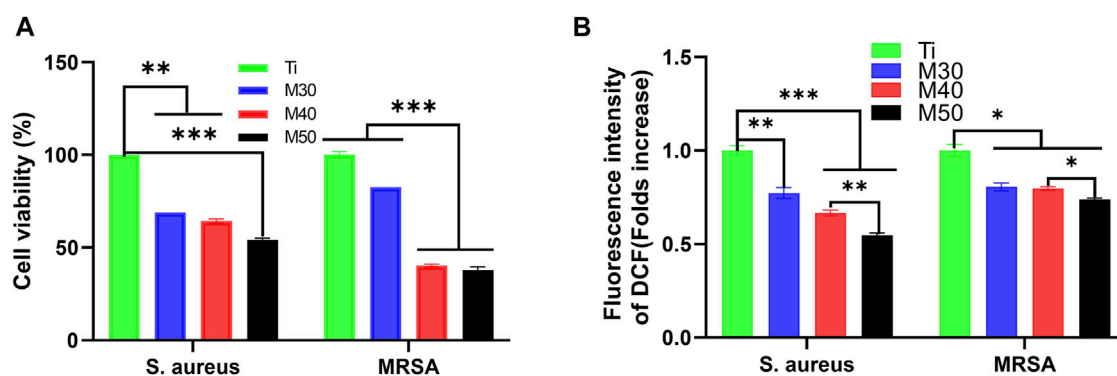 A
Cell viability (%)
150
100
50
0
Ti
M30
M40
M50
**
***
***
S. aureus
MRSA
B
Fluorescence intensity
of DCF(Folds increase)
1.5
1.0
0.5
0.0
Ti
M30
M40
M50
***
**
**
*
*
S. aureus
MRSA